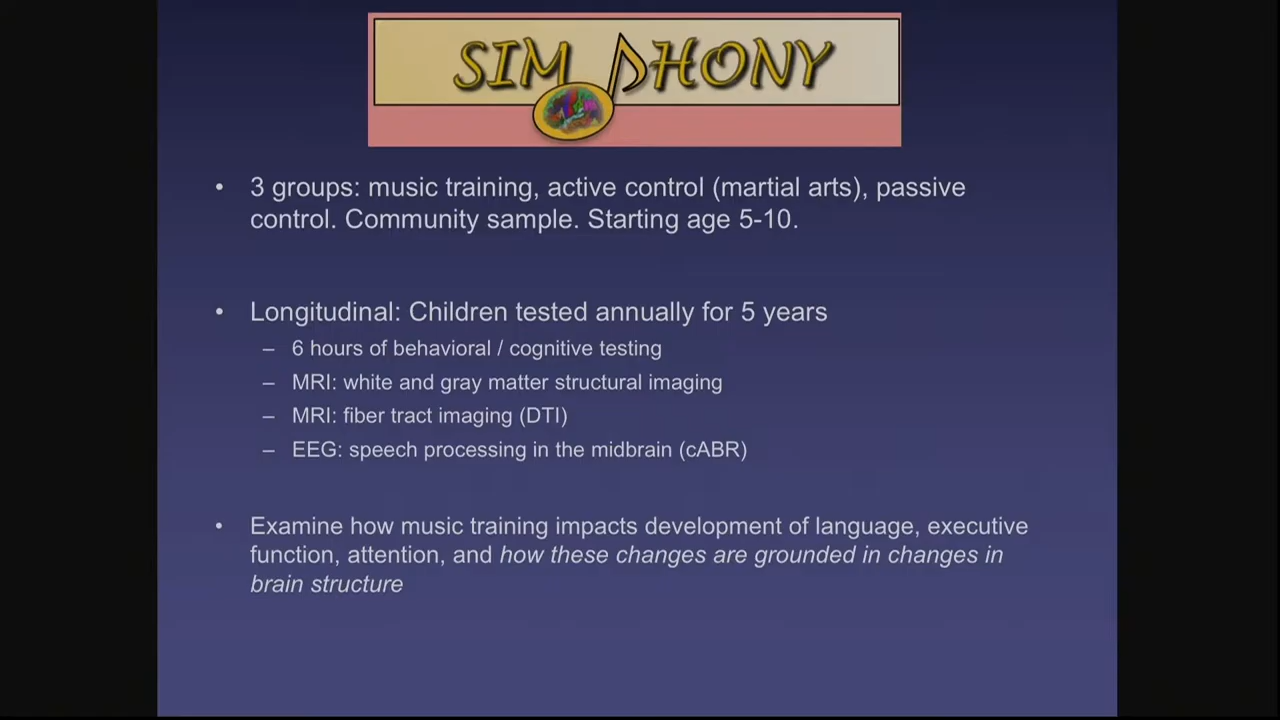 SIMPHONY
• 3 groups: music training, active control (martial arts), passive
control. Community sample. Starting age 5-10.
• Longitudinal: Children tested annually for 5 years
– 6 hours of behavioral / cognitive testing
– MRI: white and gray matter structural imaging
– MRI: fiber tract imaging (DTI)
– EEG: speech processing in the midbrain (cABR)
• Examine how music training impacts development of language, executive
function, attention, and how these changes are grounded in changes in
brain structure